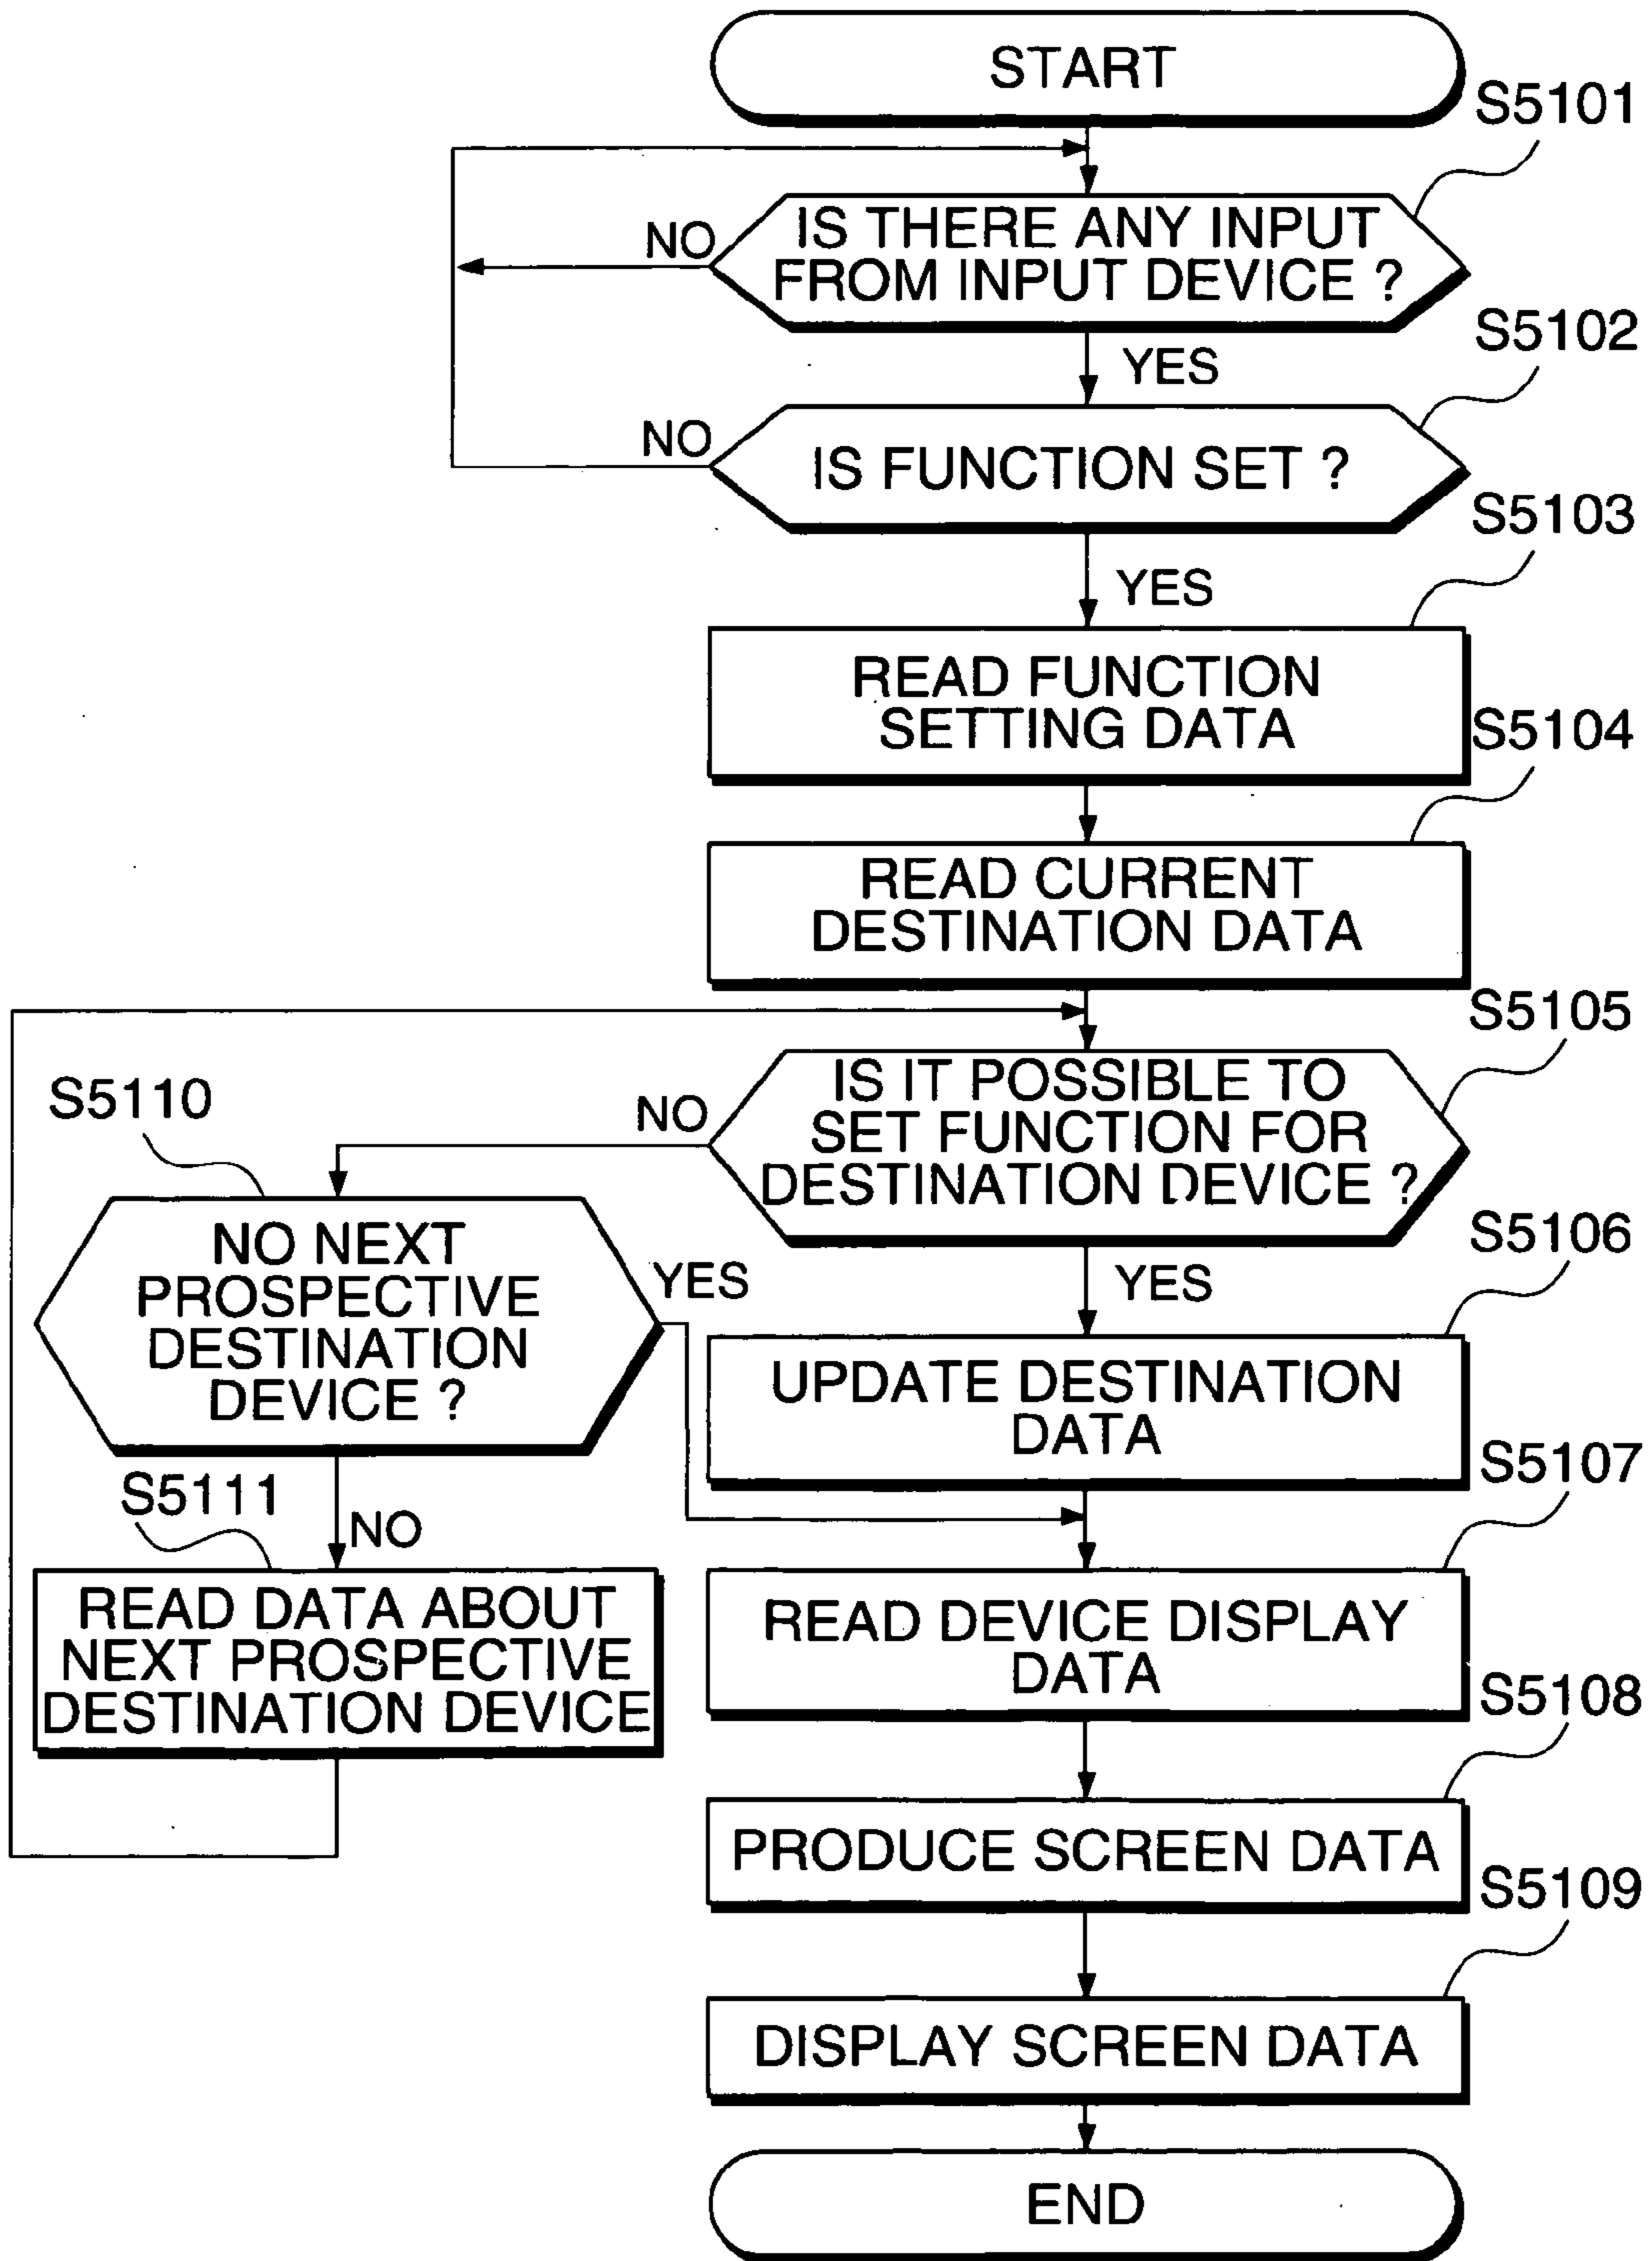 START
S5101
IS THERE ANY INPUT
FROM INPUT DEVICE ?
NO
YES
S5102
IS FUNCTION SET ?
NO
YES
S5103
READ FUNCTION
SETTING DATA
S5104
READ CURRENT
DESTINATION DATA
S5105
IS IT POSSIBLE TO
SET FUNCTION FOR
DESTINATION DEVICE ?
NO
YES
S5110
NO NEXT
PROSPECTIVE
DESTINATION
DEVICE ?
YES
NO
S5106
UPDATE DESTINATION
DATA
S5111
READ DATA ABOUT
NEXT PROSPECTIVE
DESTINATION DEVICE
S5107
READ DEVICE DISPLAY
DATA
S5108
PRODUCE SCREEN DATA
S5109
DISPLAY SCREEN DATA
END